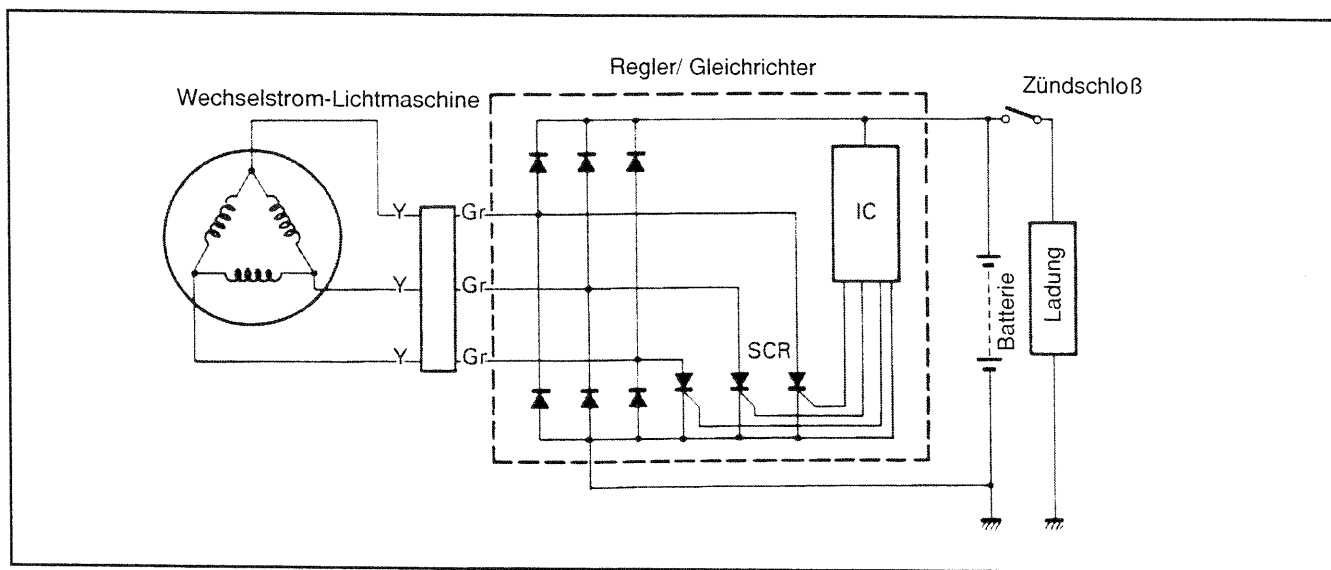 Regler/ Gleichrichter
Zündschloß
Wechselstrom-Lichtmaschine
Y Gr
IC
Y Gr
Batterie
Ladung
Y Gr
SCR